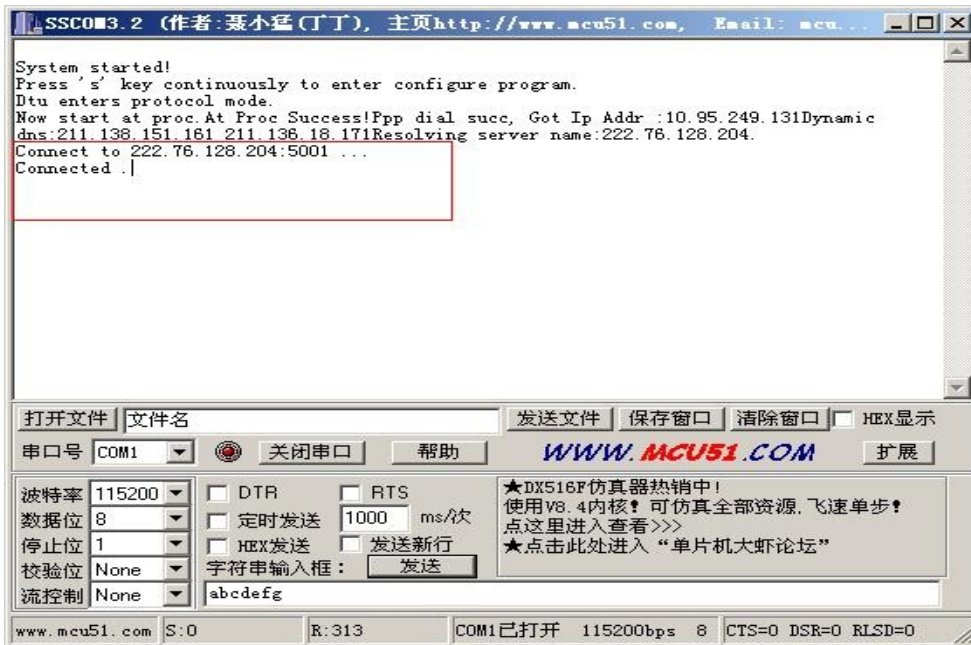 SSCOM3.2 (作者:聂小猛(丁丁), 主页http://www.mcu51.com, Email: mcu...
System started!
Press 's' key continuously to enter configure program.
Dtu enters protocol mode.
Now start at proc.At Proc Success!Ppp dial succ, Got Ip Addr :10.95.249.131Dynamic
dns:211.138.151.161 211.136.18.171Resolving server name:222.76.128.204.
Connect to 222.76.128.204:5001 ...
Connected .
打开文件 文件名 发送文件 保存窗口 清除窗口 HEX显示
串口号 COM1 关闭串口 帮助 WWW.MCU51.COM 扩展
波特率 115200 DTR RTS
数据位 8 定时发送 1000 ms/次
停止位 1 HEX发送 发送新行
校验位 None 字符串输入框: 发送
流控制 None abcdefg
★DX516F仿真器热销中!
使用V8.4内核!可仿真全部资源,飞速单步!
点这里进入查看>>>
★点击此处进入“单片机大虾论坛”
www.mcu51.com S:0 R:313 COM1已打开 115200bps 8 CTS=0 DSR=0 RLSD=0